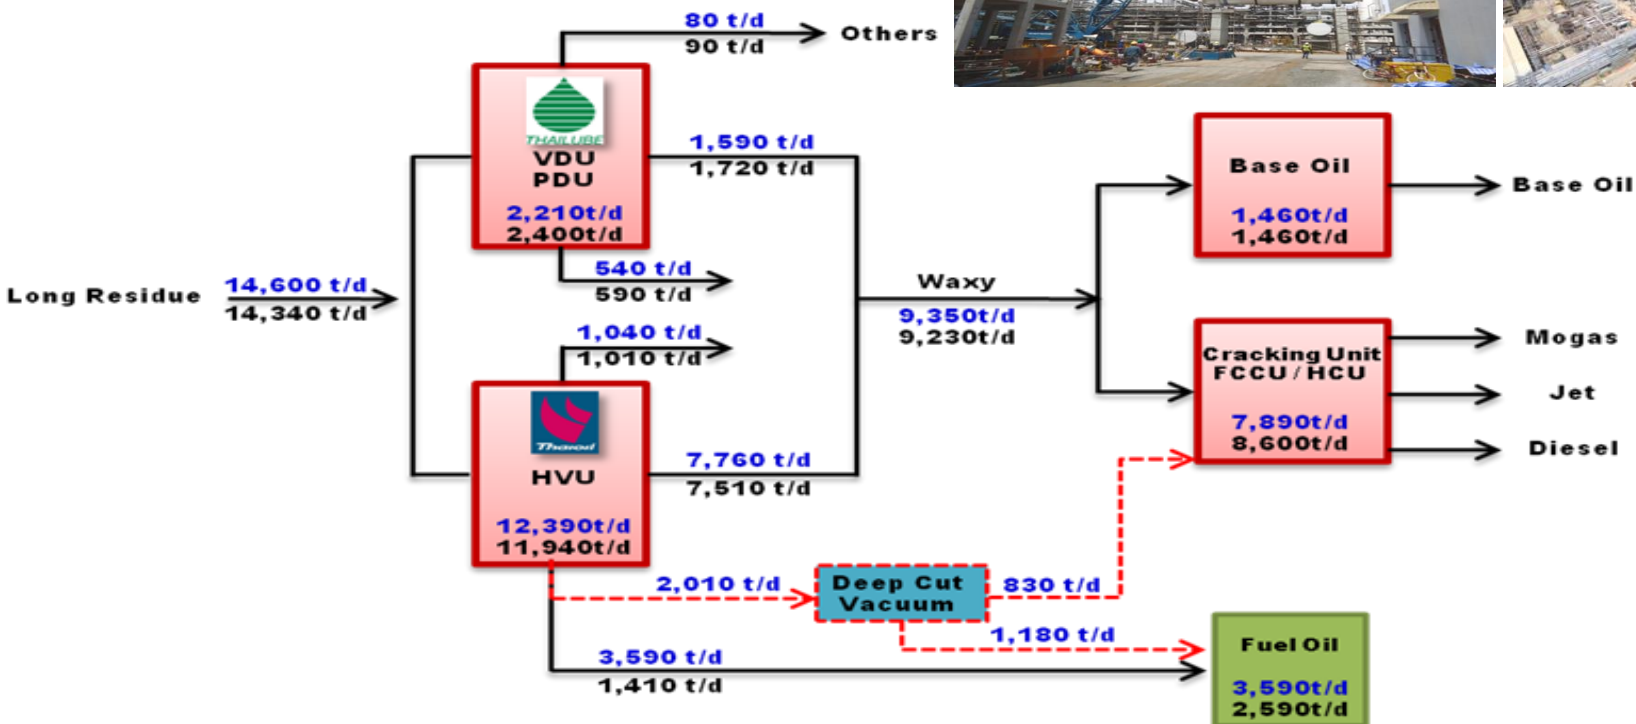 80 t/d
90 t/d
Others
THAILUBE
VDU
PDU
2,210t/d
2,400t/d
1,590 t/d
1,720 t/d
540 t/d
590 t/d
Long Residue
14,600 t/d
14,340 t/d
1,040 t/d
1,010 t/d
Thaioil
HVU
12,390t/d
11,940t/d
7,760 t/d
7,510 t/d
Waxy
9,350t/d
9,230t/d
Base Oil
1,460t/d
1,460t/d
Base Oil
Cracking Unit
FCCU / HCU
7,890t/d
8,600t/d
Mogas
Jet
Diesel
2,010 t/d
Deep Cut
Vacuum
830 t/d
1,180 t/d
3,590 t/d
1,410 t/d
Fuel Oil
3,590t/d
2,590t/d